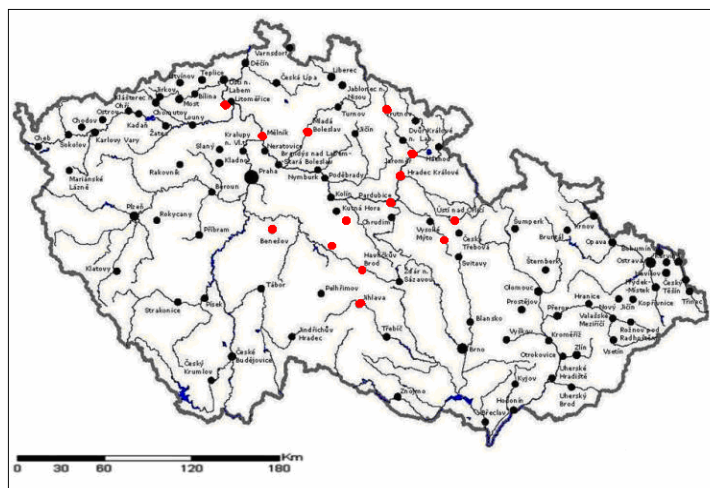 Varnsdorf
Děčín
Teplice
Litvínov
Ústí n.
Labem
Česká Lípa
Liberec
Jablonec n.
Nisou
Klášterec n.
Ohří
Jirkov
Bílina
Most
Litoměřice
Turnov
Trutnov
Ostrov
Chomutov
Chodov
Kadaň
Žatec
Louny
Mělník
Mladá
Boleslav
Jičín
Dvůr Králové
n. Lab.
Cheb
Sokolov
Karlovy Vary
Kralupy
n. Vlt.
Slaný
Neratovice
Kladno
Brandýs nad Labem-
Stará Boleslav
Jaroměř
Náchod
Mariánské
Lázně
Rakovník
Praha
Nymburk
Poděbrady
Hradec Králové
Beroun
Kolín
Pardubice
Plzeň
Rokycany
Příbram
Kutná Hora
Chrudim
Ústí nad Orlicí
Vysoké
Mýto
Česká
Třebová
Šumperk
Krnov
Bruntál
Opava
Bohumín
Benešov
Svitavy
Ostrava
Havířov
Klatovy
Havlíčkův
Brod
Žďár n.
Sázavou
Šternberk
Frýdek-
Místek
Český
Těšín
Třinec
Tábor
Pelhřimov
Jihlava
Olomouc
Hranice
Nový
Jičín
Kopřivnice
Strakonice
Písek
Prostějov
Přerov
Valašské
Meziříčí
Rožnov pod
Radhoštěm
Jindřichův
Hradec
Třebíč
Blansko
Vyškov
Kroměříž
Vsetín
České
Budějovice
Brno
Otrokovice
Zlín
Český
Krumlov
Uherské
Hradiště
Kyjov
Uherský
Brod
Znojmo
Hodonín
Břeclav
Km
0 30 60 120 180